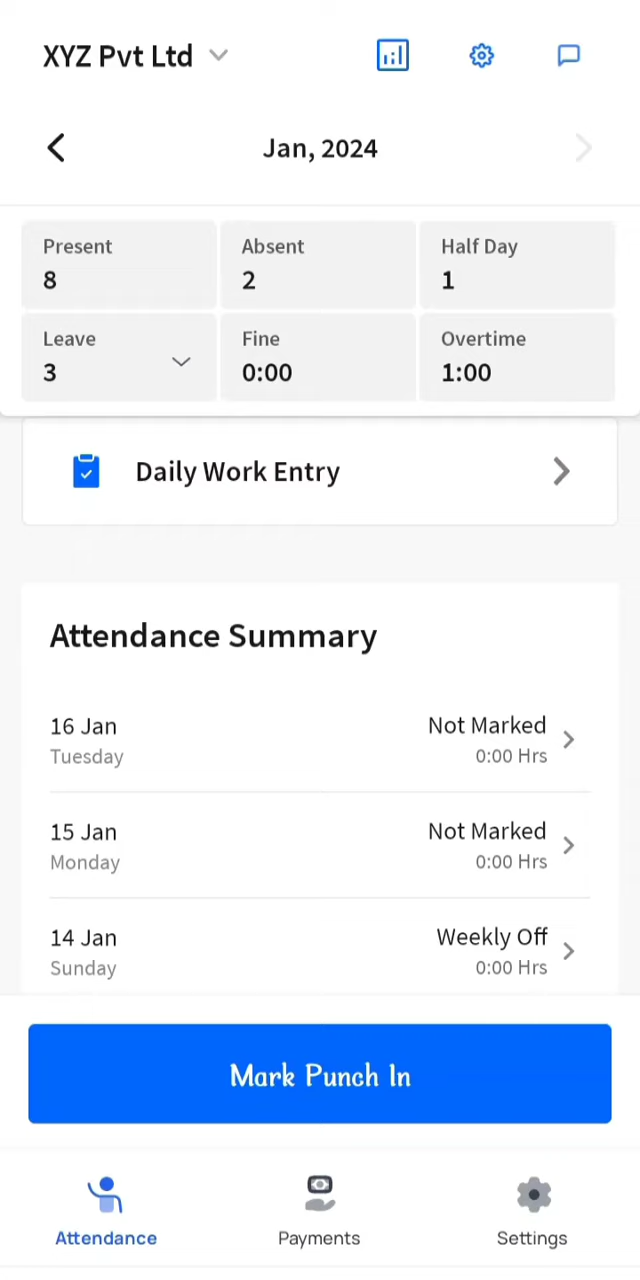 XYZ Pvt Ltd
Jan, 2024
Present Absent Half Day
8 2 1
Leave Fine Overtime
3 0:00 1:00
Daily Work Entry
Attendance Summary
16 Jan Not Marked
Tuesday 0:00 Hrs
15 Jan Not Marked
Monday 0:00 Hrs
14 Jan Weekly Off
Sunday 0:00 Hrs
Mark Punch In
Attendance Payments Settings